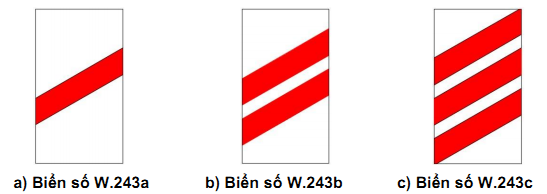 a) Biển số W.243a b) Biển số W.243b c) Biển số W.243c